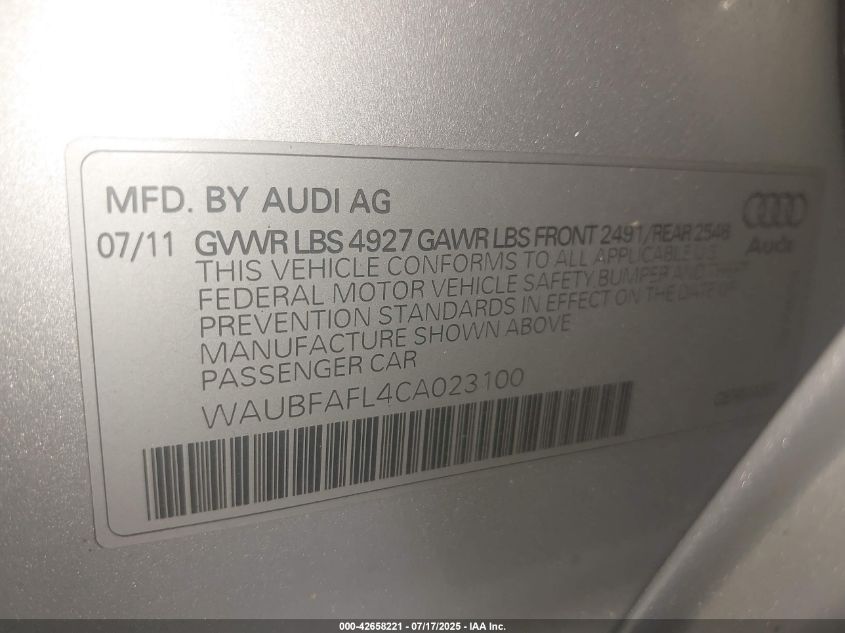 MFD. BY AUDI AG
07/11 GVWR LBS 4927 GAWR LBS FRONT 2491/REAR 2548
Audi
THIS VEHICLE CONFORMS TO ALL APPLICABLE U.S.
FEDERAL MOTOR VEHICLE SAFETY BUMPER AND THEFT
PREVENTION STANDARDS IN EFFECT ON THE DATE OF
MANUFACTURE SHOWN ABOVE
PASSENGER CAR
WAUBFAFL4CA023100
000-42658221 - 07/17/2025 - IAA Inc.